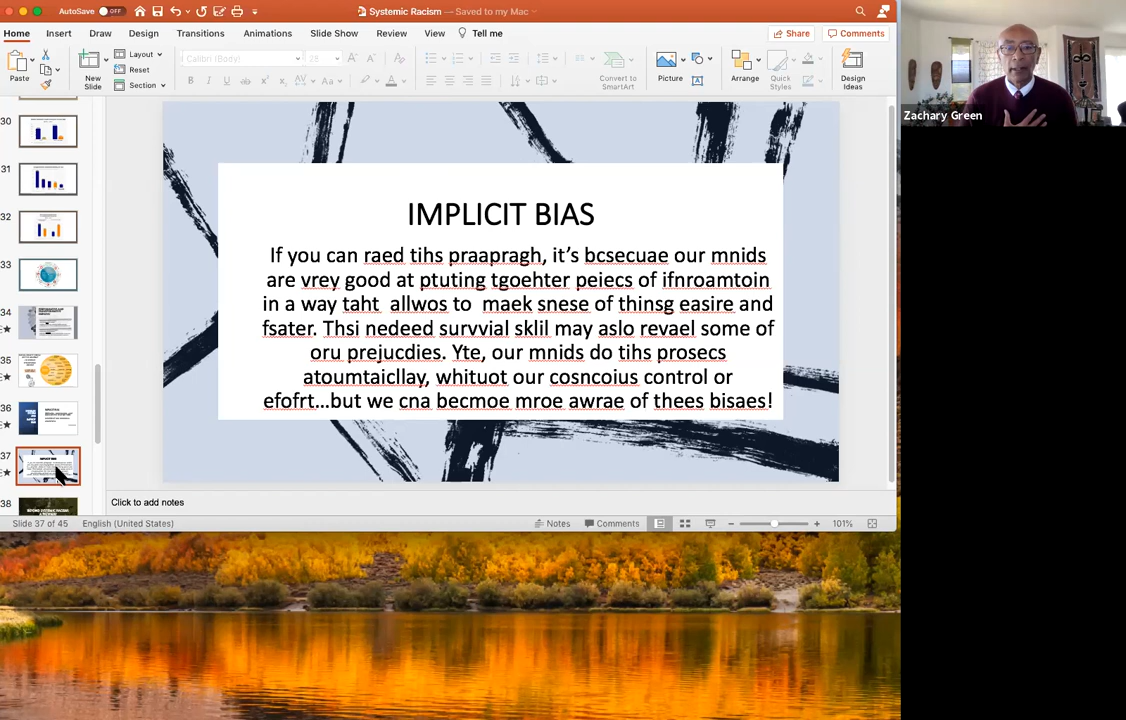 AutoSave OFF Systemic Racism — Saved to my Mac
Home Insert Draw Design Transitions Animations Slide Show Review View Tell me Share Comments
Paste New Slide Layout Reset Section Calibri (Body) 28 Convert to SmartArt Picture Arrange Quick Styles Design Ideas
Zachary Green
30
31
32
33
34
35
36
37
38
IMPLICIT BIAS
If you can raed tihs praapragh, it’s bcsecuae our mnids
are vrey good at ptuting tgoehter peiecs of ifnroamtoin
in a way taht allwos to maek snese of thinsg easire and
fsater. Thsi nedeed survvial sklil may aslo revael some of
oru prejucdies. Yte, our mnids do tihs prosecs
atoumtaicllay, whituot our cosncoius control or
efofrt...but we cna becmoe mroe awrae of thees bisaes!
IMPLICIT BIAS
Click to add notes
Slide 37 of 45 English (United States) Notes Comments 101%